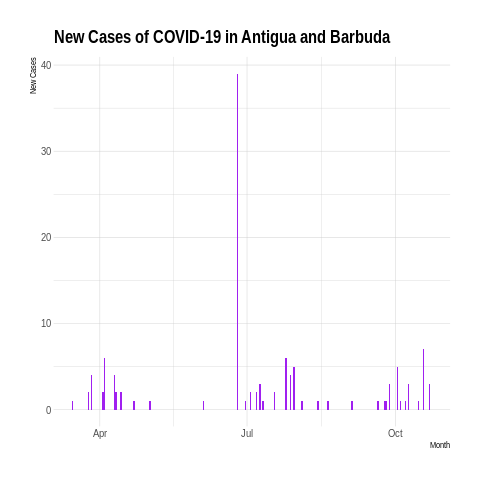 New Cases of COVID-19 in Antigua and Barbuda
New Cases
40
30
20
10
0
Apr
Jul
Oct
Month